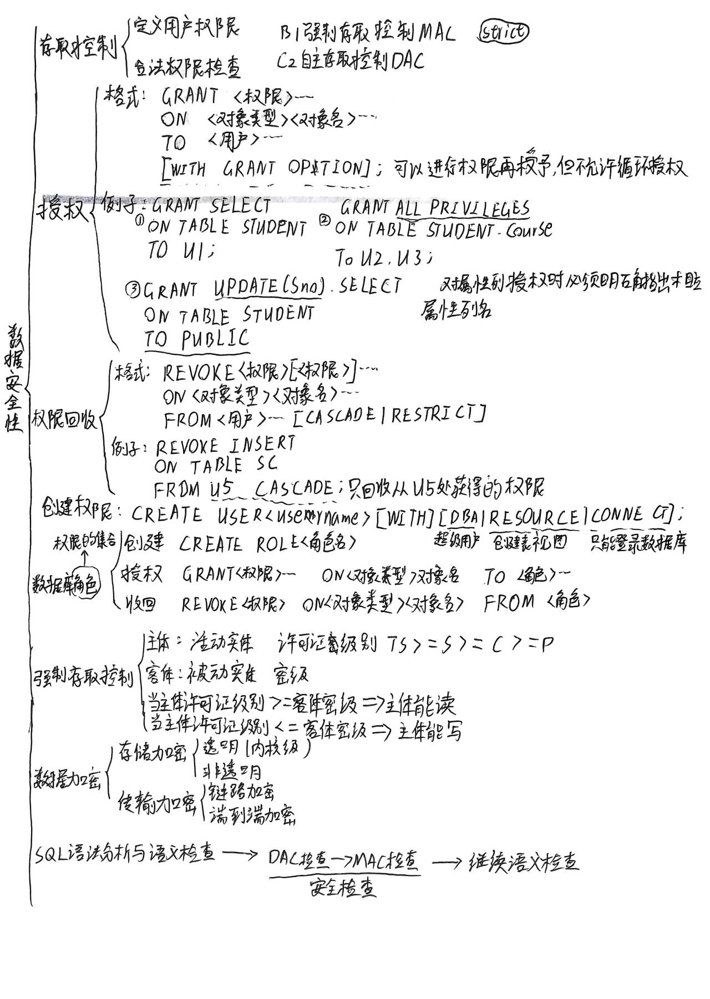 数据安全性
存取控制
定义用户权限 B1强制存取控制MAC strict
合法权限检查 C2自主存取控制DAC
授权
格式: GRANT <权限>…
ON <对象类型><对象名>…
TO <用户>…
[WITH GRANT OPTION]; 可以进行权限再授予,但不允许循环授权
例子: ① GRANT SELECT
ON TABLE STUDENT
TO U1;
② GRANT ALL PRIVILEGES
ON TABLE STUDENT.Course
To U2.U3;
③ GRANT UPDATE(Sno).SELECT
ON TABLE STUDENT
TO PUBLIC
对属性列授权时必须明确指出相应
属性列名
权限回收
格式: REVOKE<权限>[<权限>]…
ON<对象类型><对象名>…
FROM<用户>…[CASCADE|RESTRICT]
例子: REVOKE INSERT
ON TABLE SC
FROM U5 CASCADE; 只回收从U5处获得的权限
创建权限: CREATE USER<username>[WITH][DBA|RESOURCE|CONNECT];
超级用户 创建表视图 只能登录数据库
权限的集合
数据库角色
创建 CREATE ROLE<角色名>
授权 GRANT<权限>… ON<对象类型>对象名 TO <角色>…
收回 REVOKE<权限> ON<对象类型><对象名> FROM <角色>
强制存取控制
主体: 活动实体 许可证密级别 TS>=S>=C>=P
客体: 被动实体 密级
当主体许可证级别>=客体密级=>主体能读
当主体许可证级别<=客体密级=>主体能写
数据加密
存储加密 透明(内核级)
非透明
传输加密 链路加密
端到端加密
SQL语法分析与语义检查→DAC检查→MAC检查→继续语义检查
安全检查